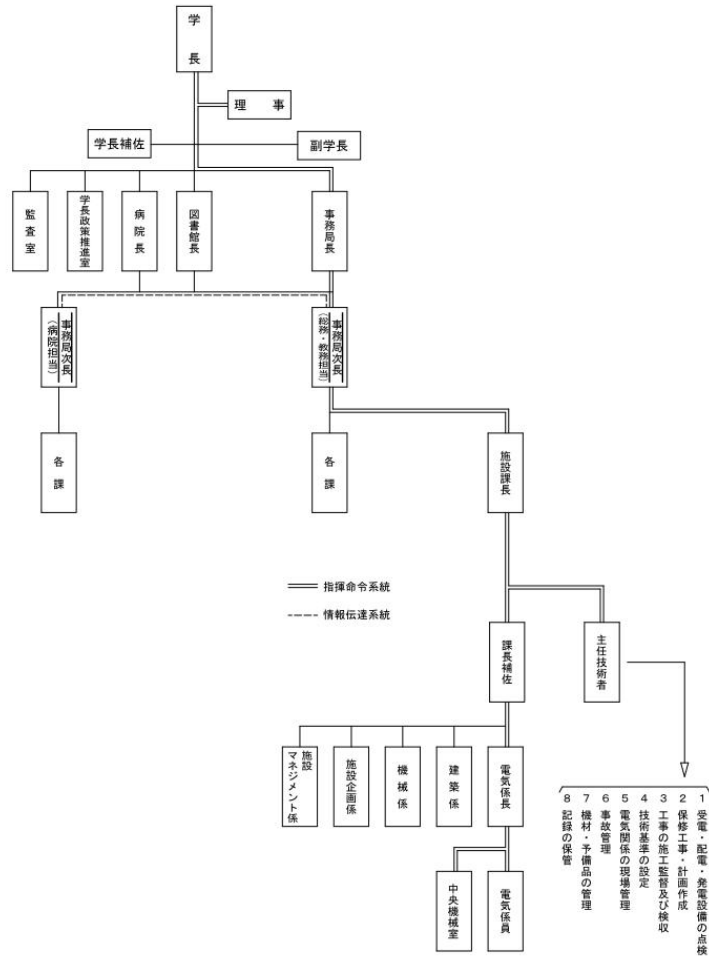 学長
理事
学長補佐
副学長
監査室
学長政策推進室
病院長
図書館長
事務局長
事務局次長
（病院担当）
事務局次長
（総務・教務担当）
各課
各課
施設課長
指揮命令系統
情報伝達系統
課長補佐
主任技術者
施設
マネジメント係
施設企画係
機械係
建築係
電気係長
中央機械室
電気係員
1 受電・配電・発電設備の点検
2 保修工事・計画作成
3 工事の施工監督及び検収
4 技術基準の設定
5 電気関係の現場管理
6 事故管理
7 機材・予備品の管理
8 記録の保管